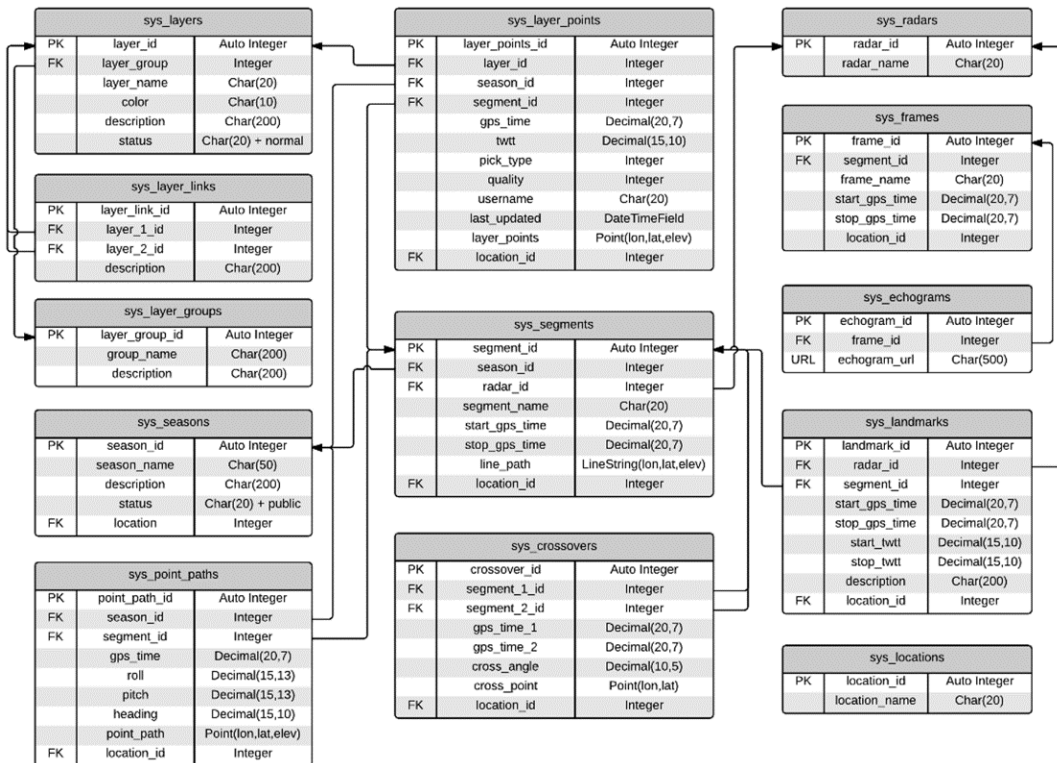 sys_layers
PK layer_id Auto Integer
FK layer_group Integer
layer_name Char(20)
color Char(10)
description Char(200)
status Char(20) + normal
sys_layer_links
PK layer_link_id Auto Integer
FK layer_1_id Integer
FK layer_2_id Integer
description Char(200)
sys_layer_groups
PK layer_group_id Auto Integer
group_name Char(200)
description Char(200)
sys_seasons
PK season_id Auto Integer
season_name Char(50)
description Char(200)
status Char(20) + public
FK location Integer
sys_point_paths
PK point_path_id Auto Integer
FK season_id Integer
FK segment_id Integer
gps_time Decimal(20,7)
roll Decimal(15,13)
pitch Decimal(15,13)
heading Decimal(15,10)
point_path Point(lon,lat,elev)
FK location_id Integer
sys_layer_points
PK layer_points_id Auto Integer
FK layer_id Integer
FK season_id Integer
FK segment_id Integer
gps_time Decimal(20,7)
twtt Decimal(15,10)
pick_type Integer
quality Integer
username Char(20)
last_updated DateTimeField
layer_points Point(lon,lat,elev)
FK location_id Integer
sys_segments
PK segment_id Auto Integer
FK season_id Integer
FK radar_id Integer
segment_name Char(20)
start_gps_time Decimal(20,7)
stop_gps_time Decimal(20,7)
line_path LineString(lon,lat,elev)
FK location_id Integer
sys_crossovers
PK crossover_id Auto Integer
FK segment_1_id Integer
FK segment_2_id Integer
gps_time_1 Decimal(20,7)
gps_time_2 Decimal(20,7)
cross_angle Decimal(10,5)
cross_point Point(lon,lat)
FK location_id Integer
sys_radars
PK radar_id Auto Integer
radar_name Char(20)
sys_frames
PK frame_id Auto Integer
FK segment_id Integer
frame_name Char(20)
start_gps_time Decimal(20,7)
stop_gps_time Decimal(20,7)
location_id Integer
sys_echograms
PK echogram_id Auto Integer
FK frame_id Integer
URL echogram_url Char(500)
sys_landmarks
PK landmark_id Auto Integer
FK radar_id Integer
FK segment_id Integer
start_gps_time Decimal(20,7)
stop_gps_time Decimal(20,7)
start_twtt Decimal(15,10)
stop_twtt Decimal(15,10)
description Char(200)
FK location_id Integer
sys_locations
PK location_id Auto Integer
location_name Char(20)